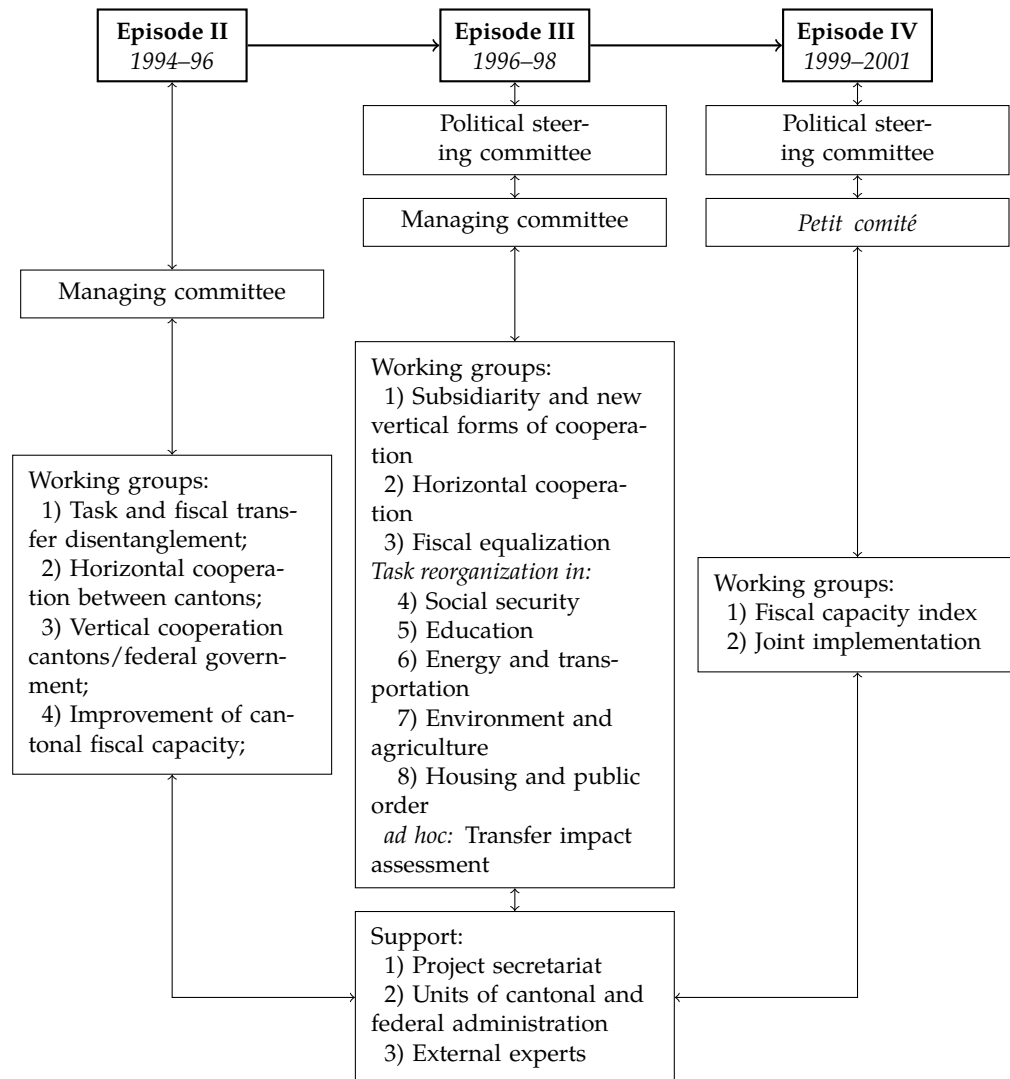 Episode II
1994–96
Episode III
1996–98
Episode IV
1999–2001
Political steer-
ing committee
Political steer-
ing committee
Managing committee
Petit comité
Managing committee
Working groups:
1) Task and fiscal trans-
fer disentanglement;
2) Horizontal coopera-
tion between cantons;
3) Vertical cooperation
cantons/federal govern-
ment;
4) Improvement of can-
tonal fiscal capacity;
Working groups:
1) Subsidiarity and new
vertical forms of coopera-
tion
2) Horizontal coopera-
tion
3) Fiscal equalization
Task reorganization in:
4) Social security
5) Education
6) Energy and trans-
portation
7) Environment and
agriculture
8) Housing and public
order
ad hoc: Transfer impact
assessment
Working groups:
1) Fiscal capacity index
2) Joint implementation
Support:
1) Project secretariat
2) Units of cantonal and
federal administration
3) External experts